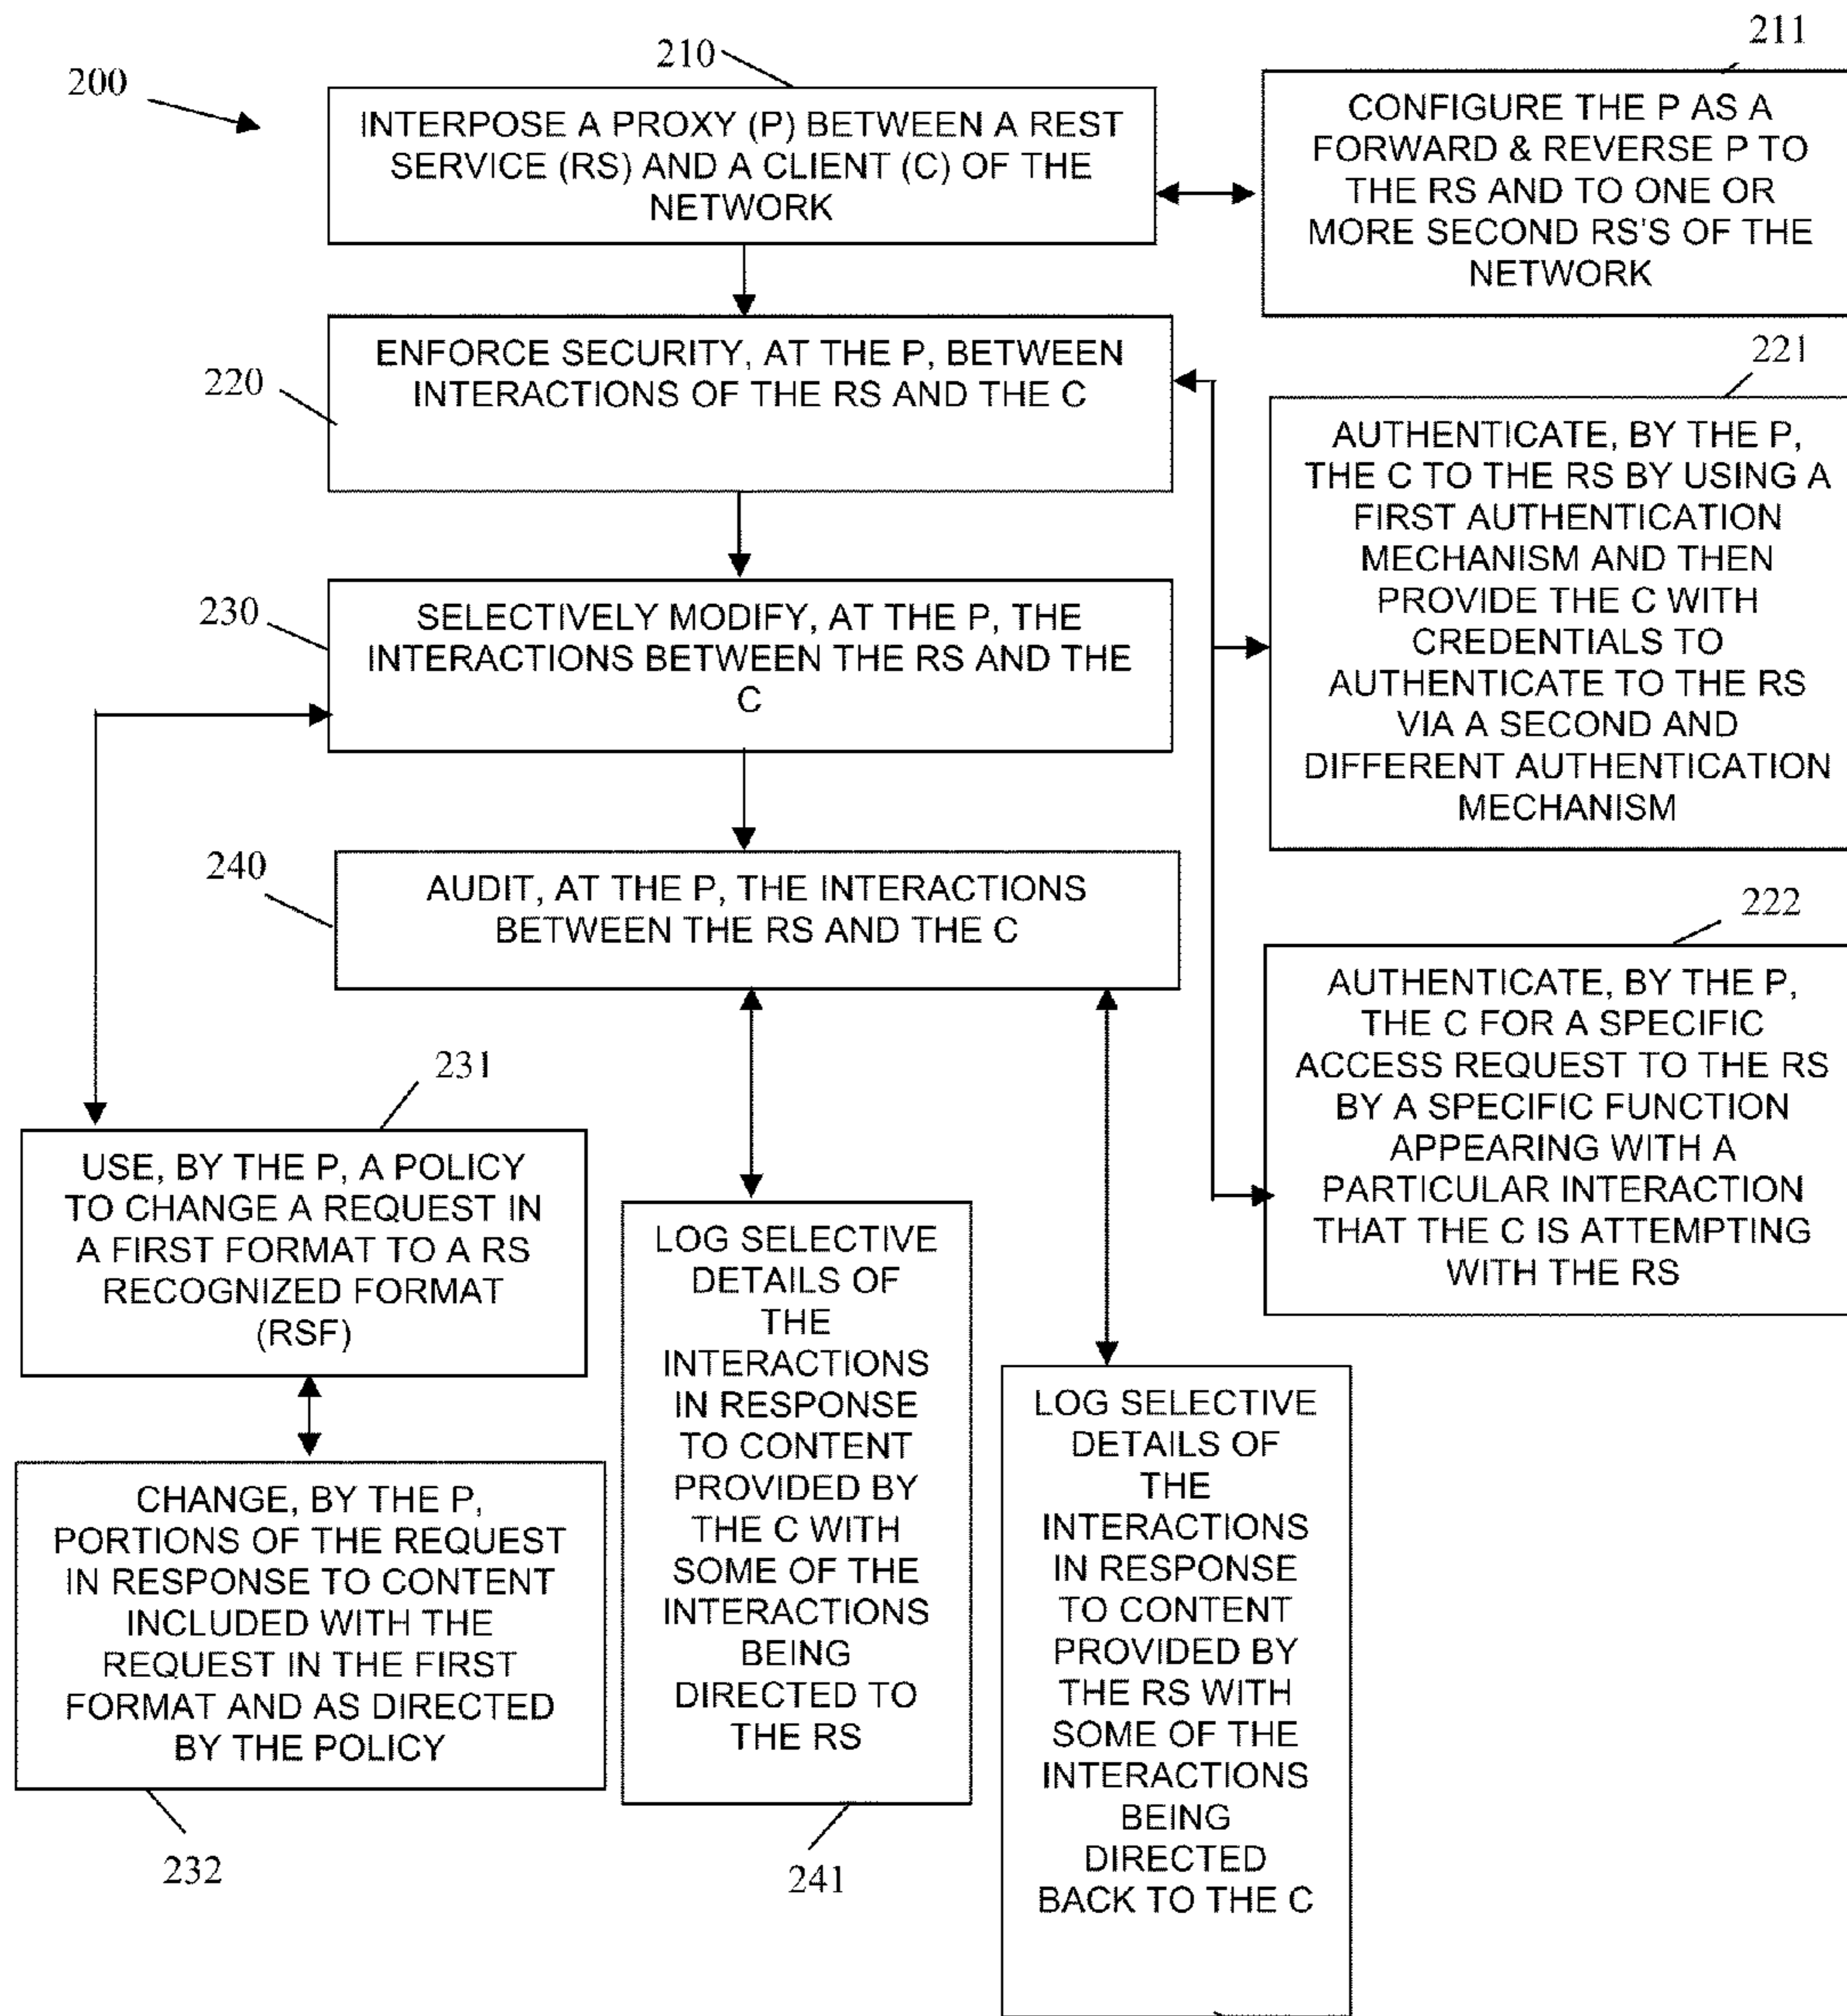 200
210
INTERPOSE A PROXY (P) BETWEEN A REST
SERVICE (RS) AND A CLIENT (C) OF THE
NETWORK
211
CONFIGURE THE P AS A
FORWARD & REVERSE P TO
THE RS AND TO ONE OR
MORE SECOND RS'S OF THE
NETWORK
220
ENFORCE SECURITY, AT THE P, BETWEEN
INTERACTIONS OF THE RS AND THE C
221
AUTHENTICATE, BY THE P,
THE C TO THE RS BY USING A
FIRST AUTHENTICATION
MECHANISM AND THEN
PROVIDE THE C WITH
CREDENTIALS TO
AUTHENTICATE TO THE RS
VIA A SECOND AND
DIFFERENT AUTHENTICATION
MECHANISM
230
SELECTIVELY MODIFY, AT THE P, THE
INTERACTIONS BETWEEN THE RS AND THE
C
240
AUDIT, AT THE P, THE INTERACTIONS
BETWEEN THE RS AND THE C
222
AUTHENTICATE, BY THE P,
THE C FOR A SPECIFIC
ACCESS REQUEST TO THE RS
BY A SPECIFIC FUNCTION
APPEARING WITH A
PARTICULAR INTERACTION
THAT THE C IS ATTEMPTING
WITH THE RS
231
USE, BY THE P, A POLICY
TO CHANGE A REQUEST IN
A FIRST FORMAT TO A RS
RECOGNIZED FORMAT
(RSF)
232
CHANGE, BY THE P,
PORTIONS OF THE REQUEST
IN RESPONSE TO CONTENT
INCLUDED WITH THE
REQUEST IN THE FIRST
FORMAT AND AS DIRECTED
BY THE POLICY
LOG SELECTIVE
DETAILS OF
THE
INTERACTIONS
IN RESPONSE
TO CONTENT
PROVIDED BY
THE C WITH
SOME OF THE
INTERACTIONS
BEING
DIRECTED TO
THE RS
241
LOG SELECTIVE
DETAILS OF
THE
INTERACTIONS
IN RESPONSE
TO CONTENT
PROVIDED BY
THE RS WITH
SOME OF THE
INTERACTIONS
BEING
DIRECTED
BACK TO THE C